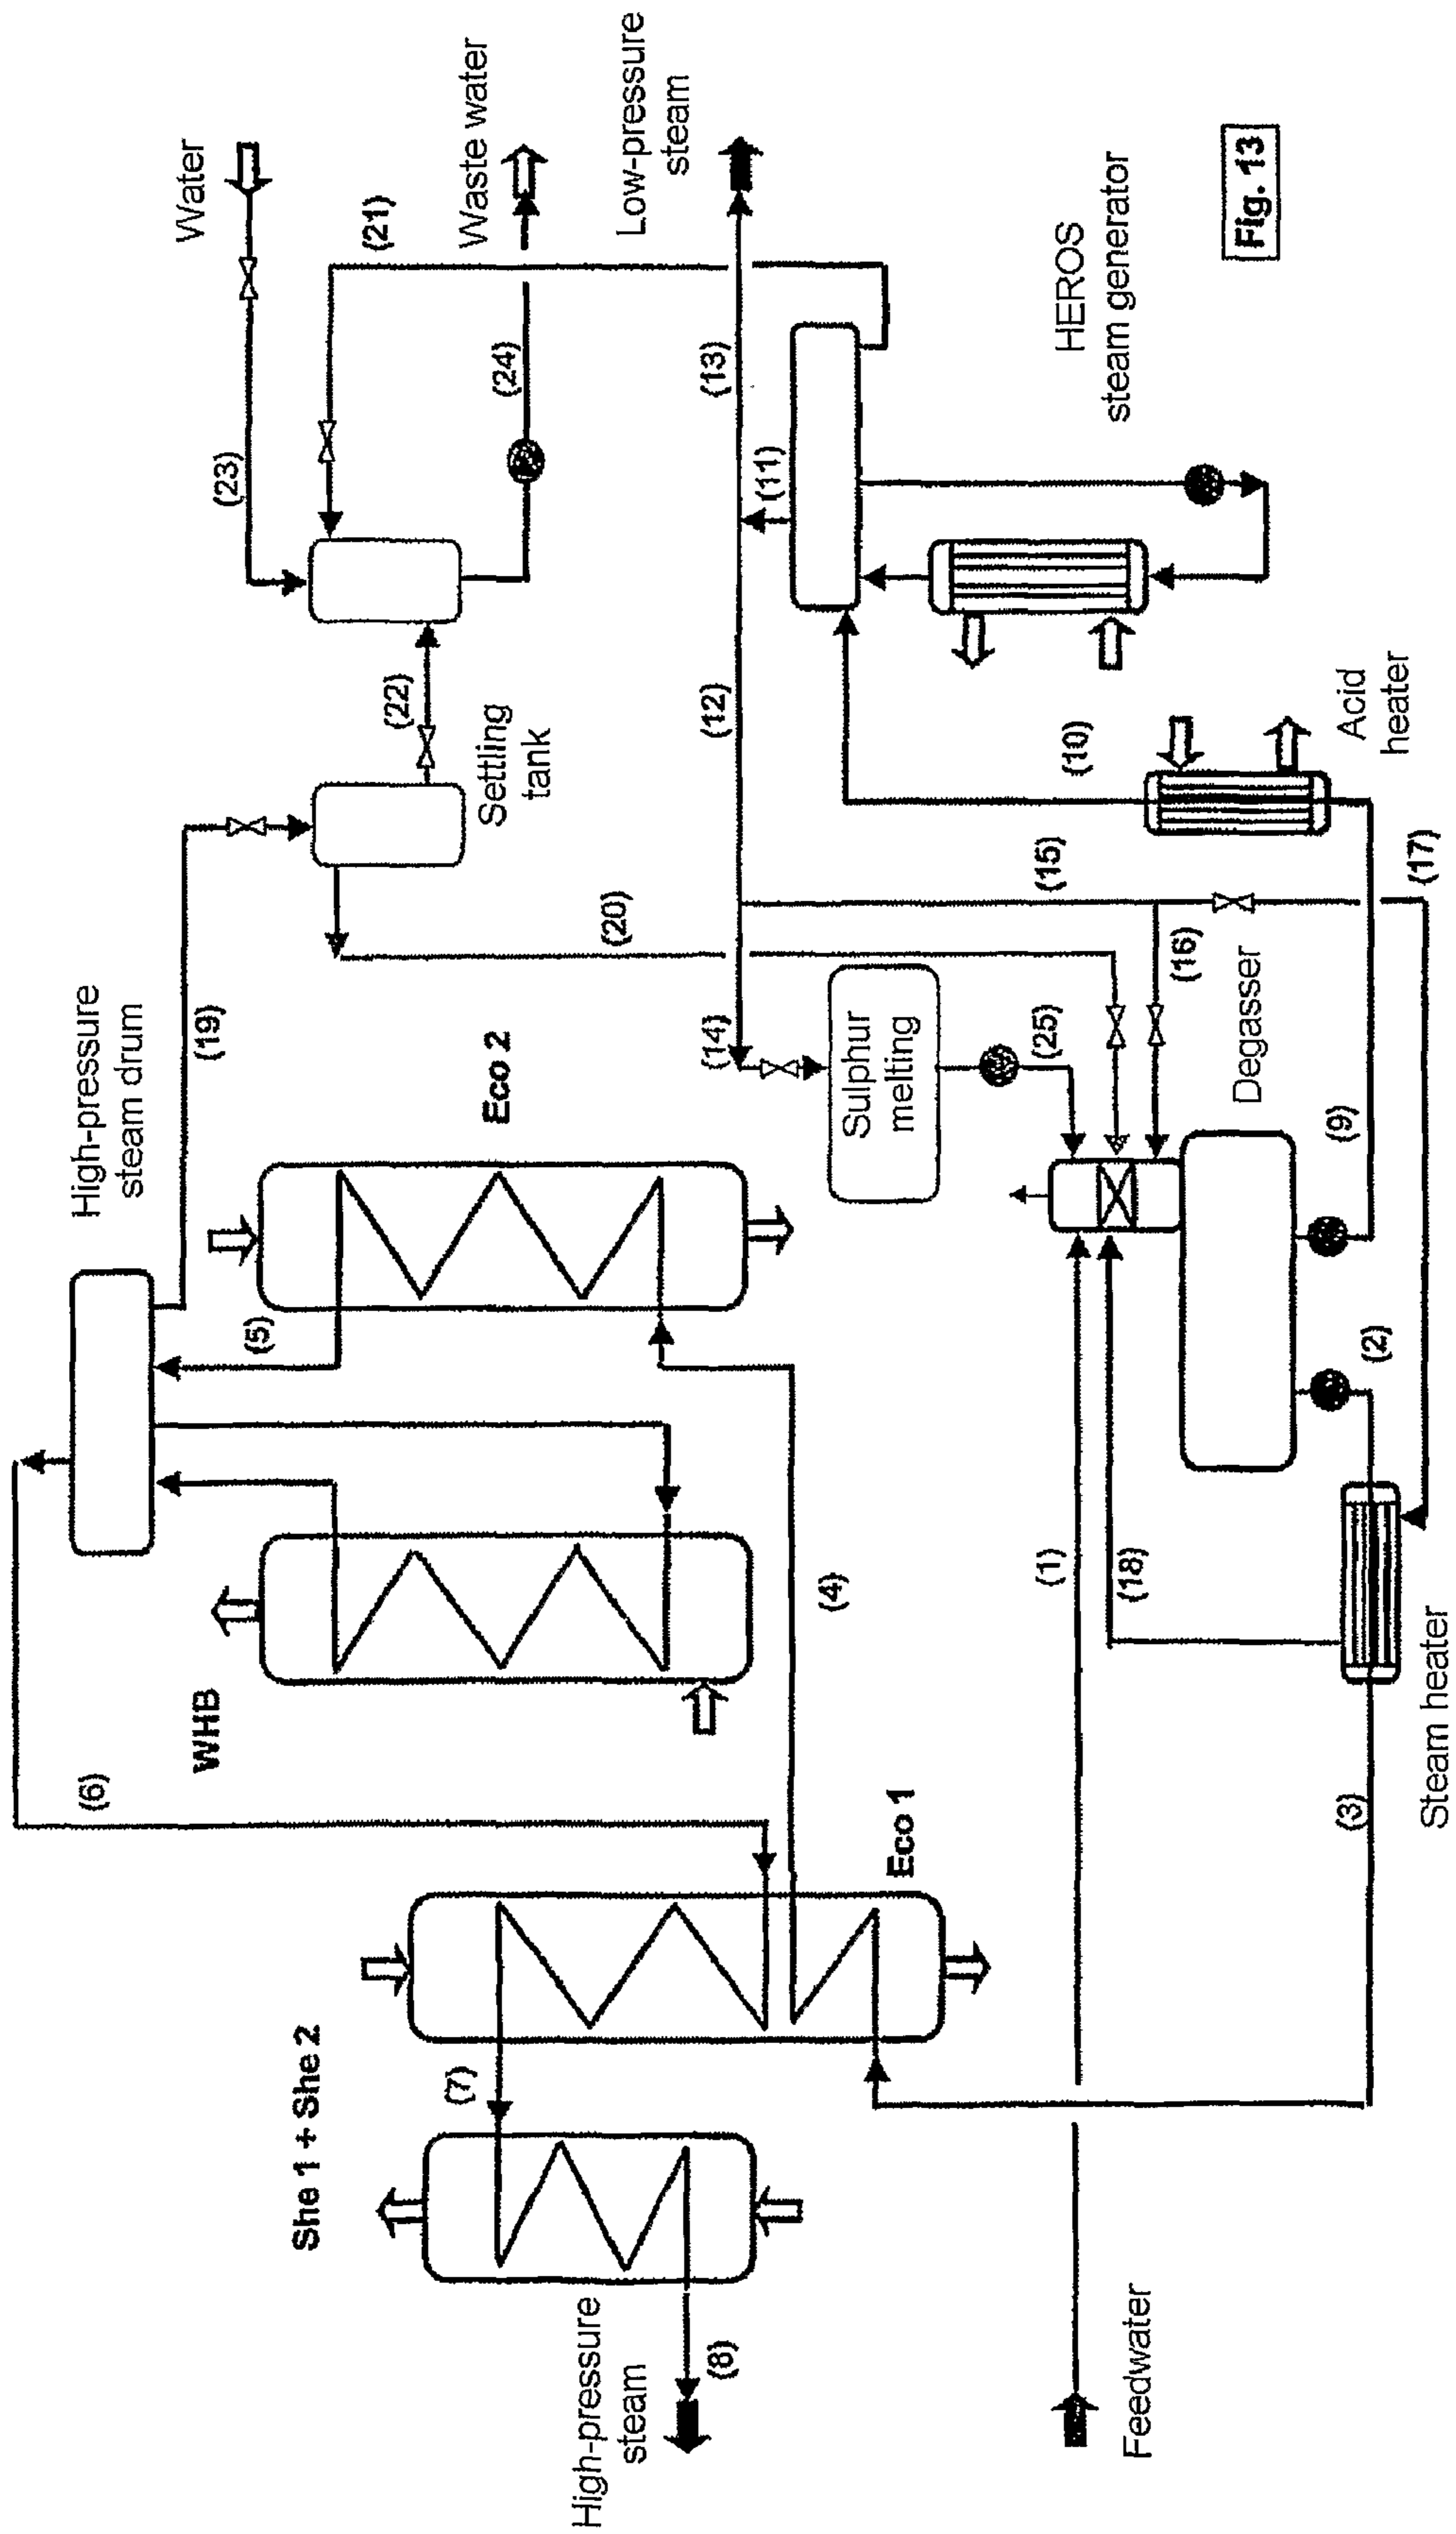 High-pressure
steam drum
(19)
Water
(23)
(21)
Waste water
(24)
(22)
Settling
tank
(20)
Low-pressure
steam
(13)
(11)
(12)
(14)
HEROS
steam generator
Fig. 13
(10)
Acid
heater
(15)
(16)
(17)
Sulphur
melting
(25)
Degasser
(9)
(2)
Eco 2
(5)
WHB
(6)
(4)
Eco 1
She 1 + She 2
(7)
High-pressure
steam
(8)
(1)
(18)
(3)
Steam heater
Feedwater